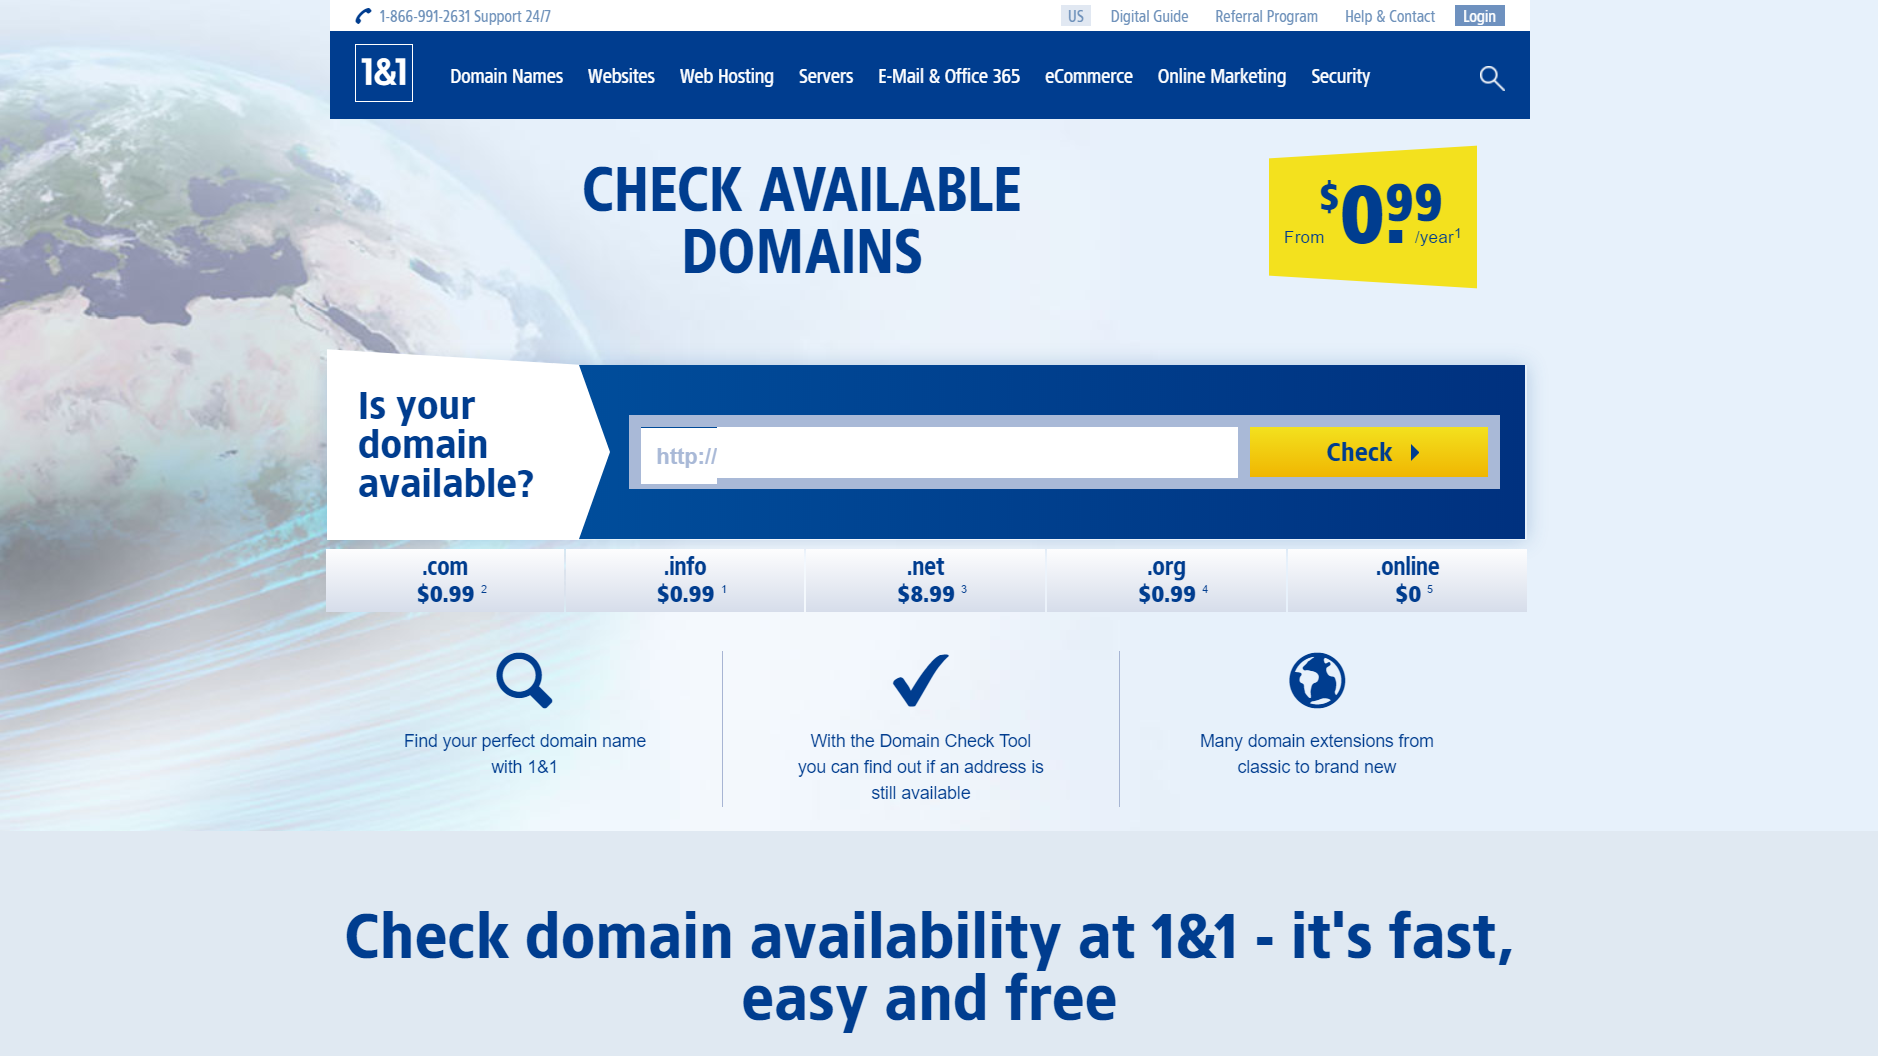 1-866-991-2631 Support 24/7
US Digital Guide Referral Program Help & Contact Login
1&1
Domain Names Websites Web Hosting Servers E-Mail & Office 365 eCommerce Online Marketing Security
CHECK AVAILABLE
DOMAINS
From $0.99 /year1
Is your
domain
available?
http://
Check
.com
$0.99 2
.info
$0.99 1
.net
$8.99 3
.org
$0.99 4
.online
$0 5
Find your perfect domain name
with 1&1
With the Domain Check Tool
you can find out if an address is
still available
Many domain extensions from
classic to brand new
Check domain availability at 1&1 - it's fast,
easy and free